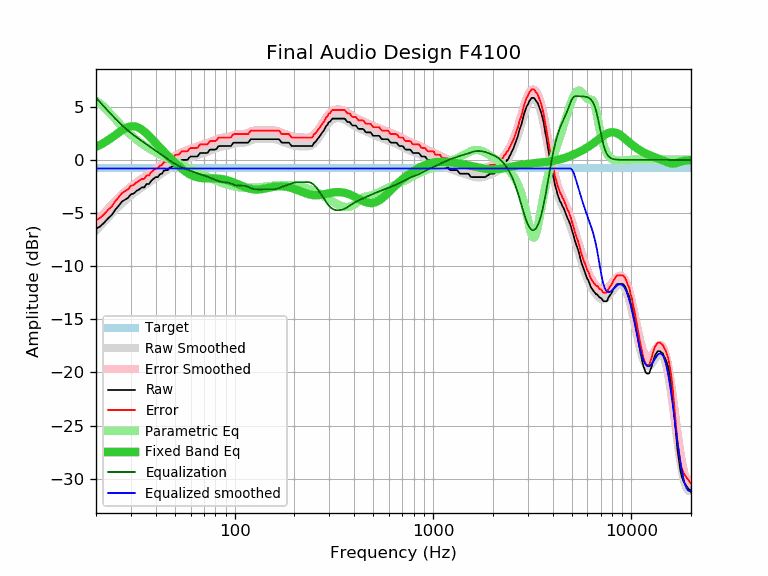 Final Audio Design F4100
Amplitude (dBr)
5
0
−5
−10
−15
−20
−25
−30
Target
Raw Smoothed
Error Smoothed
Raw
Error
Parametric Eq
Fixed Band Eq
Equalization
Equalized smoothed
100
1000
10000
Frequency (Hz)